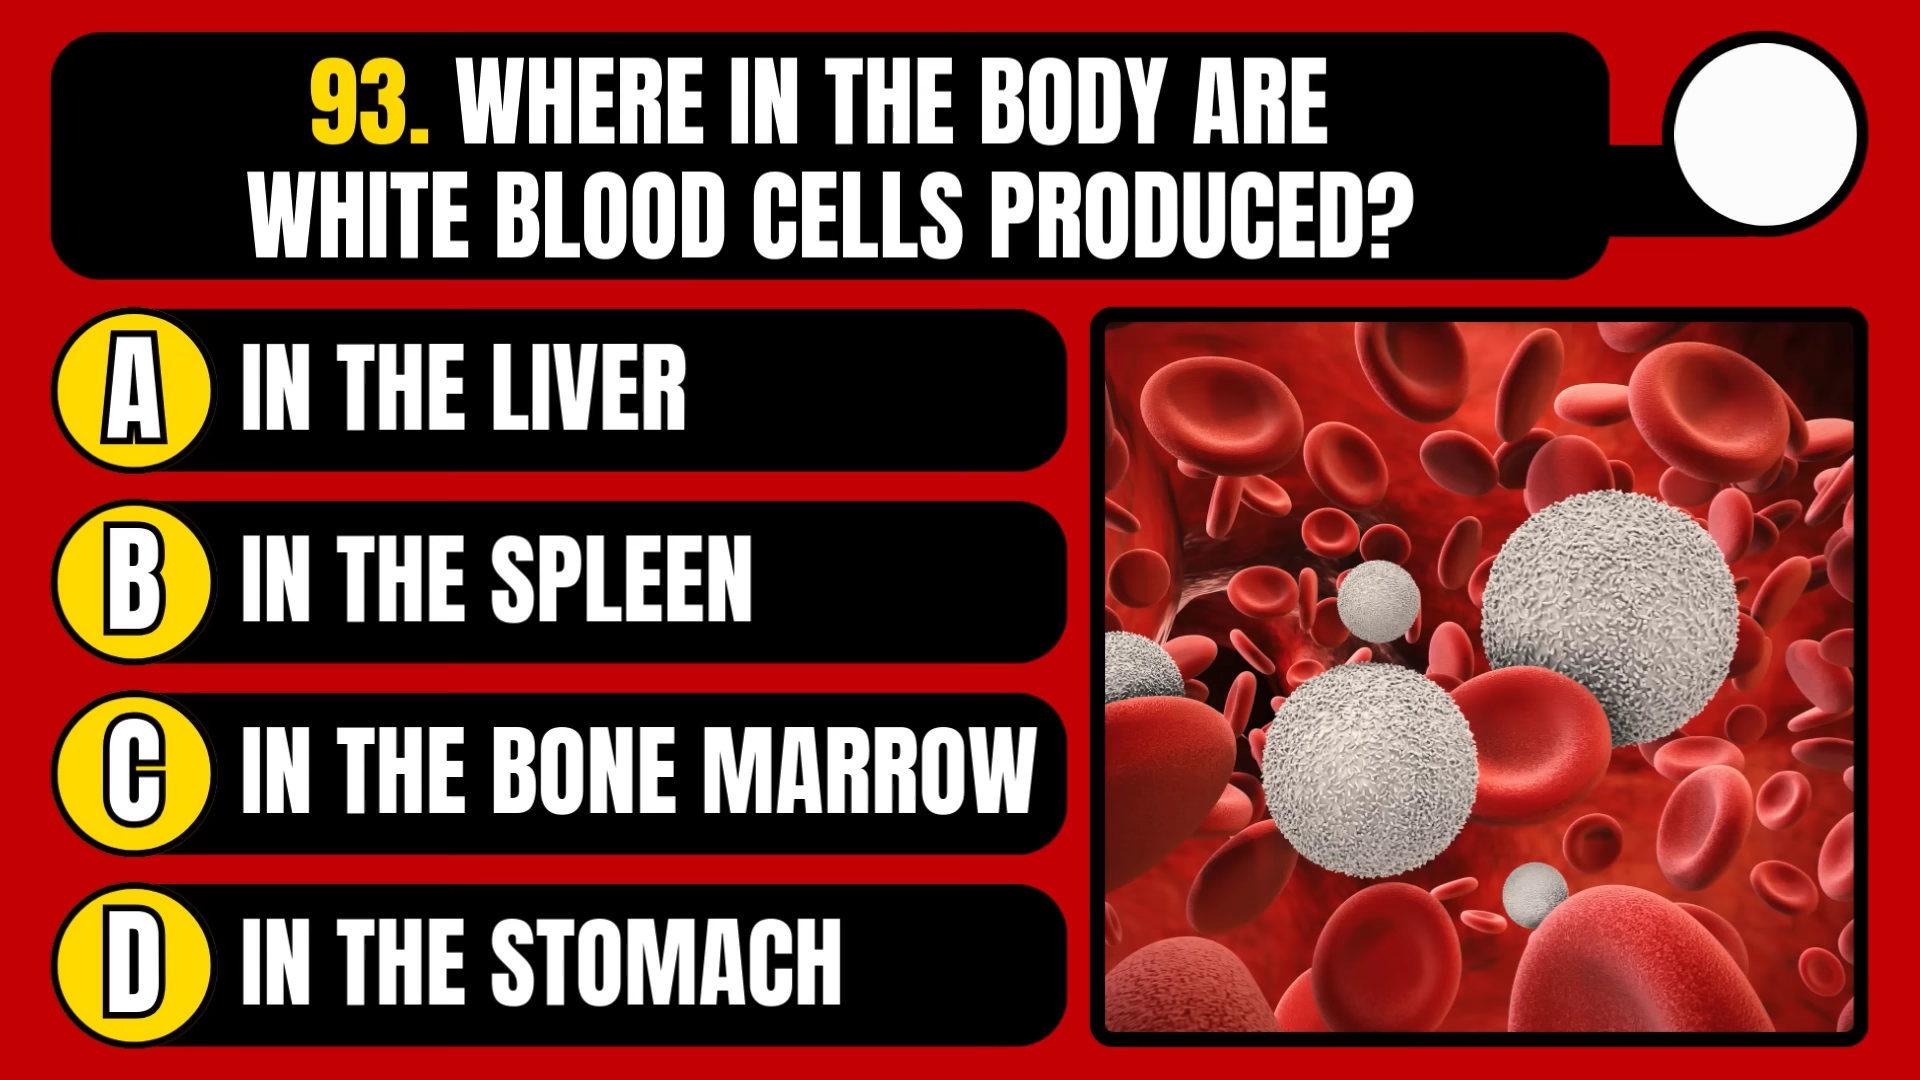 93. WHERE IN THE BODY ARE
WHITE BLOOD CELLS PRODUCED?
A IN THE LIVER
B IN THE SPLEEN
C IN THE BONE MARROW
D IN THE STOMACH